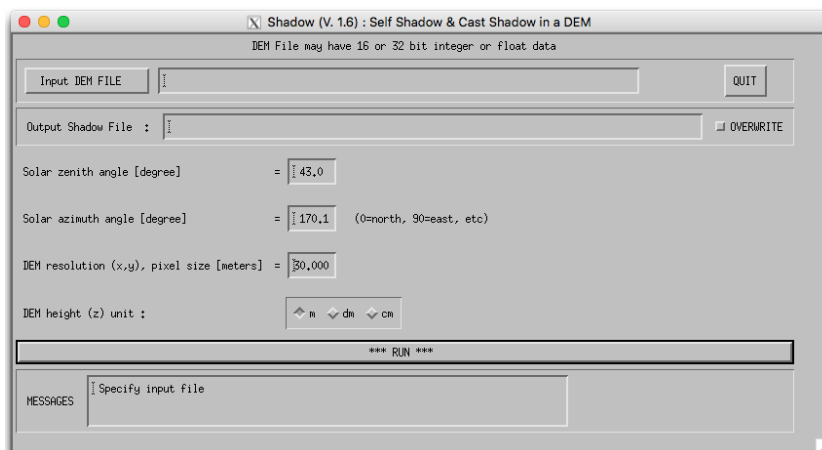 X Shadow (V. 1.6) : Self Shadow & Cast Shadow in a DEM
DEM File may have 16 or 32 bit integer or float data
Input DEM FILE QUIT
Output Shadow File : OVERWRITE
Solar zenith angle [degree] = 43.0
Solar azimuth angle [degree] = 170.1 (0=north, 90=east, etc)
DEM resolution (x,y), pixel size [meters] = 30.000
DEM height (z) unit : m dm cm
*** RUN ***
MESSAGES Specify input file